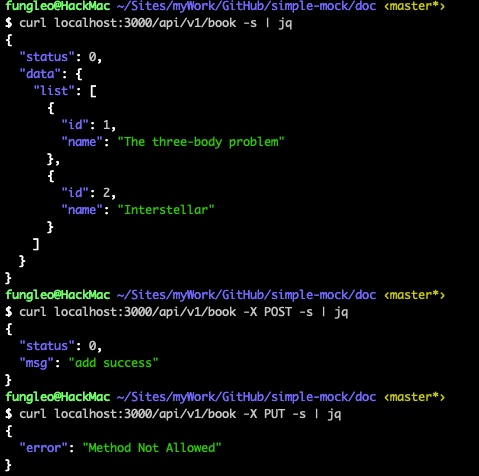 fungleo@HackMac ~/Sites/myWork/GitHub/simple-mock/doc ‹master*›
$ curl localhost:3000/api/v1/book -s | jq
{
  "status": 0,
  "data": {
    "list": [
      {
        "id": 1,
        "name": "The three-body problem"
      },
      {
        "id": 2,
        "name": "Interstellar"
      }
    ]
  }
}
fungleo@HackMac ~/Sites/myWork/GitHub/simple-mock/doc ‹master*›
$ curl localhost:3000/api/v1/book -X POST -s | jq
{
  "status": 0,
  "msg": "add success"
}
fungleo@HackMac ~/Sites/myWork/GitHub/simple-mock/doc ‹master*›
$ curl localhost:3000/api/v1/book -X PUT -s | jq
{
  "error": "Method Not Allowed"
}